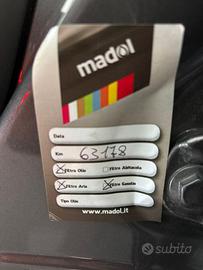 madol
Data
Km 63178
Filtro Olio Filtro Abitacolo
Filtro Aria Filtro Gasolio
Tipo Olio
www.madol.it
subito